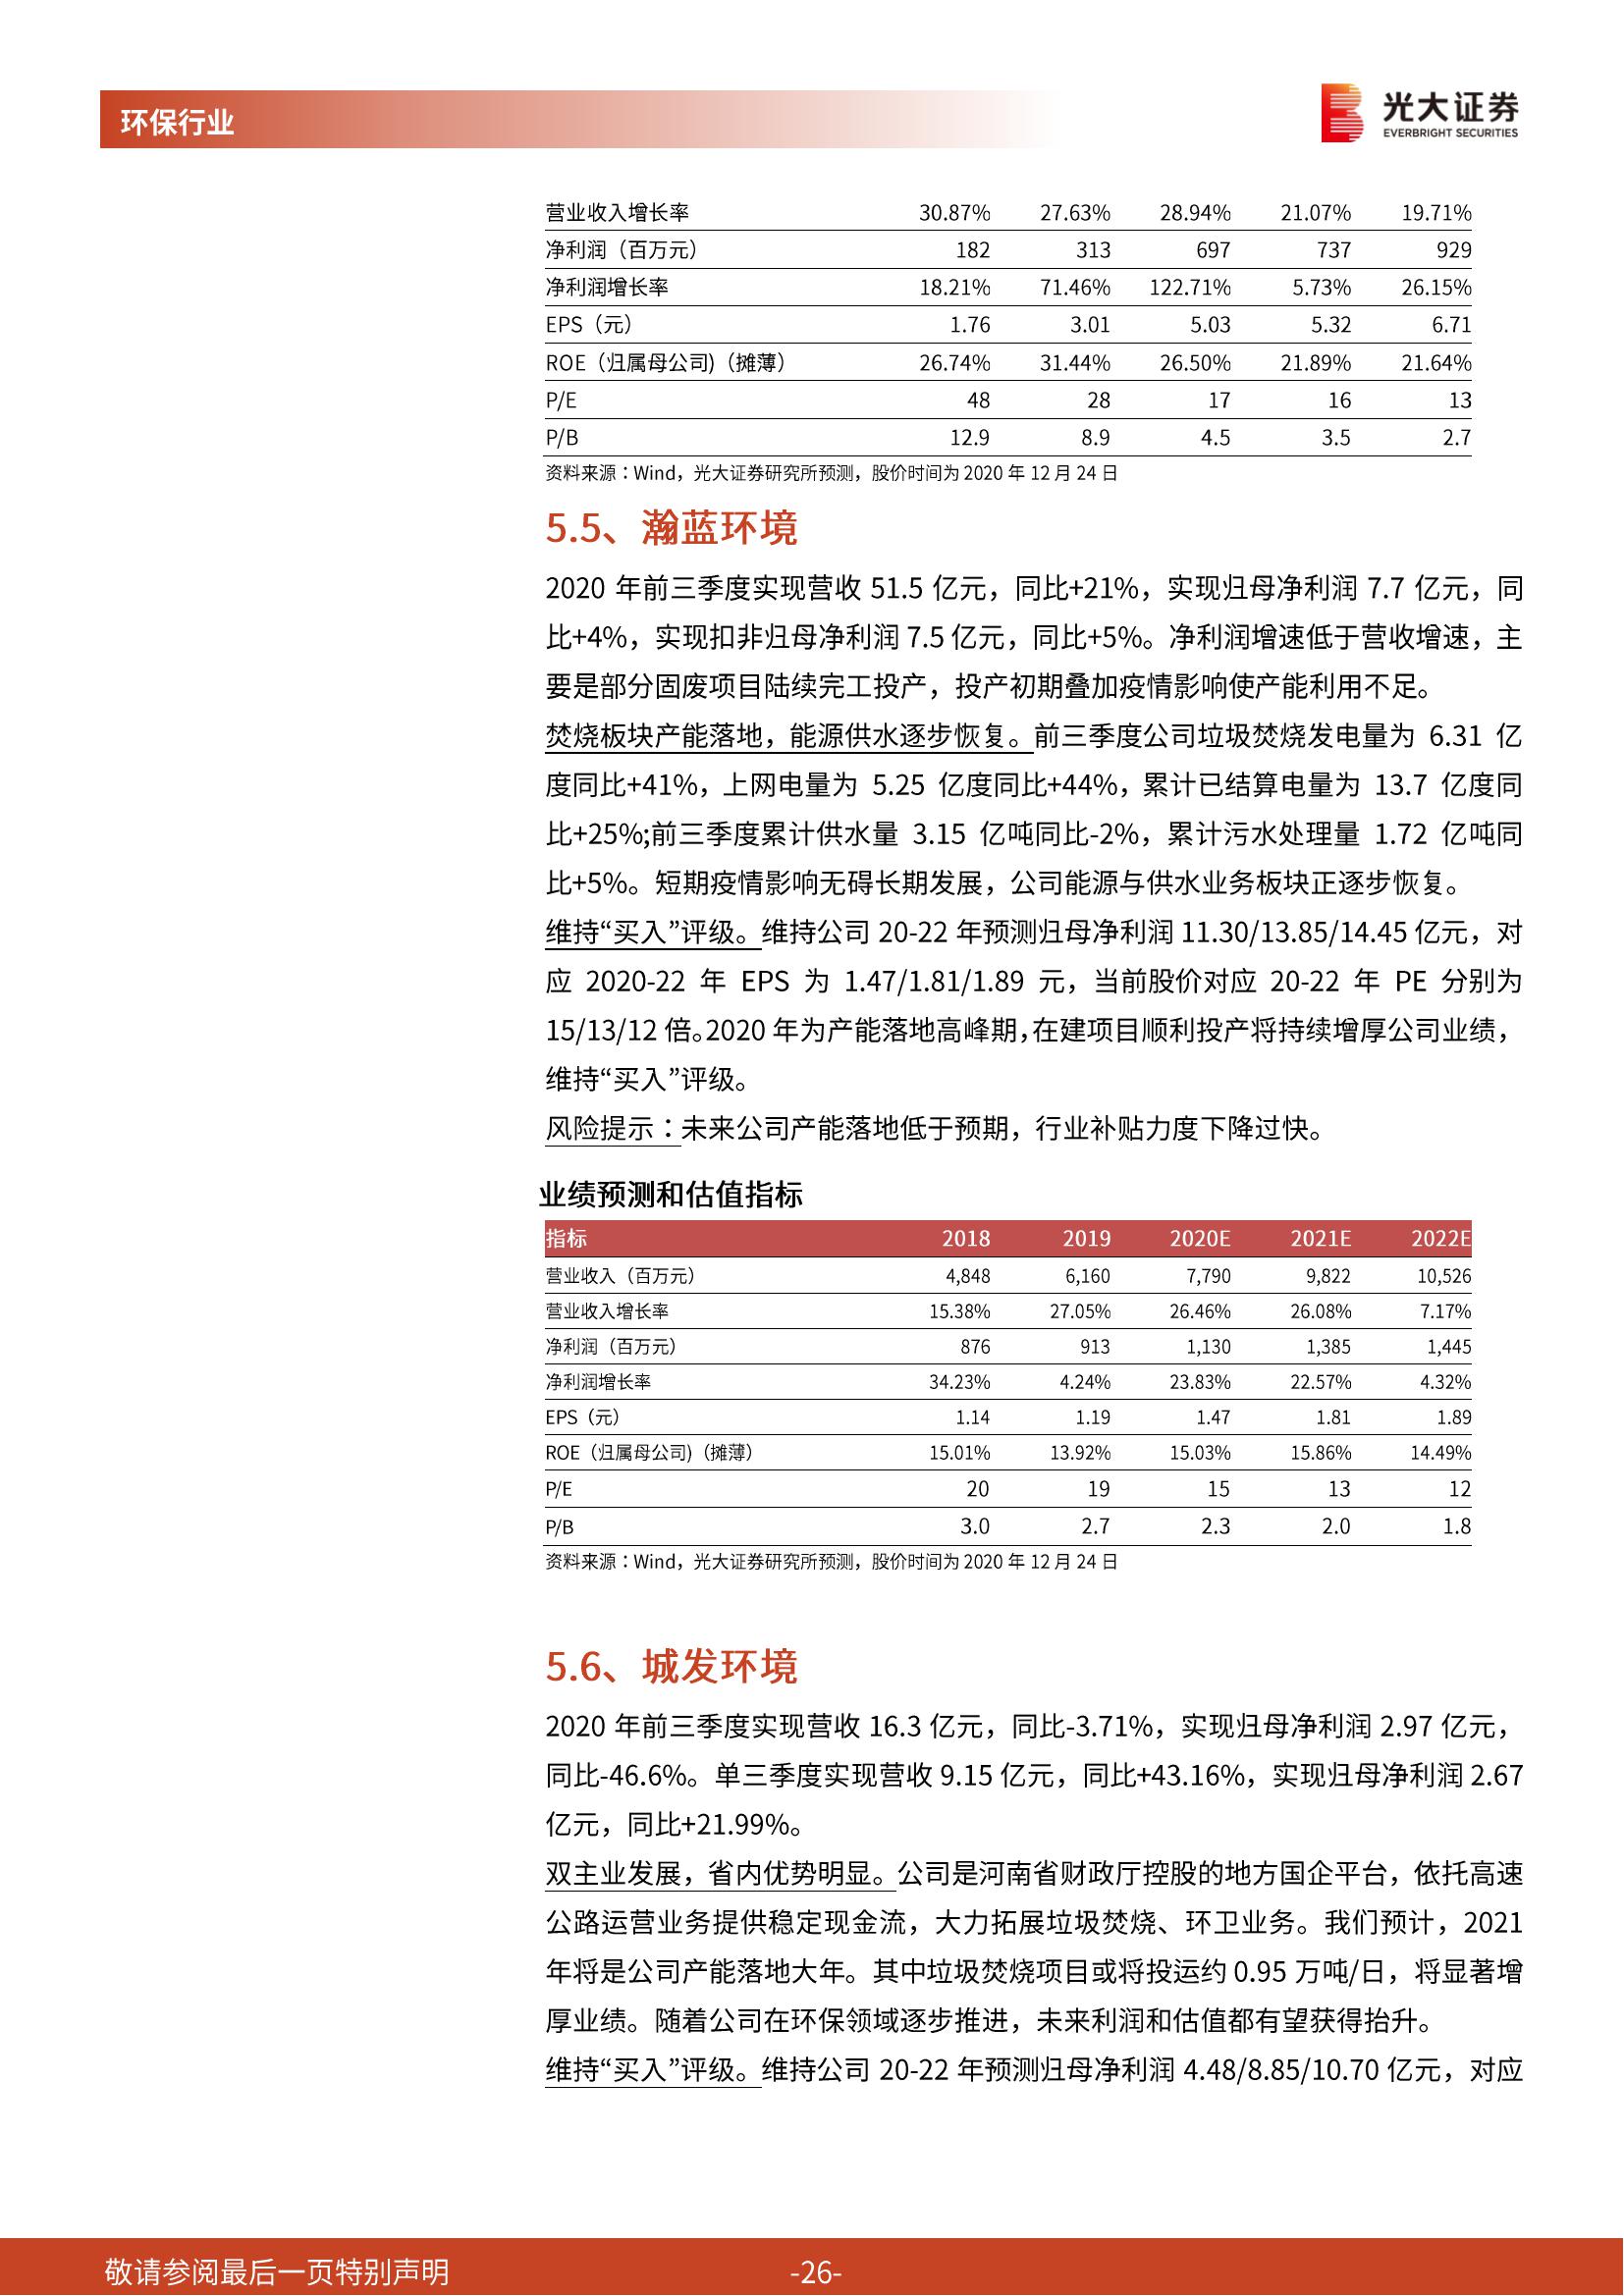 环保行业
光大证券
EVERBRIGHT SECURITIES
营业收入增长率 30.87% 27.63% 28.94% 21.07% 19.71%
净利润（百万元） 182 313 697 737 929
净利润增长率 18.21% 71.46% 122.71% 5.73% 26.15%
EPS（元） 1.76 3.01 5.03 5.32 6.71
ROE（归属母公司)（摊薄） 26.74% 31.44% 26.50% 21.89% 21.64%
P/E 48 28 17 16 13
P/B 12.9 8.9 4.5 3.5 2.7
资料来源：Wind，光大证券研究所预测，股价时间为 2020 年 12 月 24 日
5.5、瀚蓝环境
2020 年前三季度实现营收 51.5 亿元，同比+21%，实现归母净利润 7.7 亿元，同
比+4%，实现扣非归母净利润 7.5 亿元，同比+5%。净利润增速低于营收增速，主
要是部分固废项目陆续完工投产，投产初期叠加疫情影响使产能利用不足。
焚烧板块产能落地，能源供水逐步恢复。前三季度公司垃圾焚烧发电量为 6.31 亿
度同比+41%，上网电量为 5.25 亿度同比+44%，累计已结算电量为 13.7 亿度同
比+25%;前三季度累计供水量 3.15 亿吨同比-2%，累计污水处理量 1.72 亿吨同
比+5%。短期疫情影响无碍长期发展，公司能源与供水业务板块正逐步恢复。
维持“买入”评级。维持公司 20-22 年预测归母净利润 11.30/13.85/14.45 亿元，对
应 2020-22 年 EPS 为 1.47/1.81/1.89 元，当前股价对应 20-22 年 PE 分别为
15/13/12 倍。2020 年为产能落地高峰期，在建项目顺利投产将持续增厚公司业绩，
维持“买入”评级。
风险提示：未来公司产能落地低于预期，行业补贴力度下降过快。
业绩预测和估值指标
指标 2018 2019 2020E 2021E 2022E
营业收入（百万元） 4,848 6,160 7,790 9,822 10,526
营业收入增长率 15.38% 27.05% 26.46% 26.08% 7.17%
净利润（百万元） 876 913 1,130 1,385 1,445
净利润增长率 34.23% 4.24% 23.83% 22.57% 4.32%
EPS（元） 1.14 1.19 1.47 1.81 1.89
ROE（归属母公司)（摊薄） 15.01% 13.92% 15.03% 15.86% 14.49%
P/E 20 19 15 13 12
P/B 3.0 2.7 2.3 2.0 1.8
资料来源：Wind，光大证券研究所预测，股价时间为 2020 年 12 月 24 日
5.6、城发环境
2020 年前三季度实现营收 16.3 亿元，同比-3.71%，实现归母净利润 2.97 亿元，
同比-46.6%。单三季度实现营收 9.15 亿元，同比+43.16%，实现归母净利润 2.67
亿元，同比+21.99%。
双主业发展，省内优势明显。公司是河南省财政厅控股的地方国企平台，依托高速
公路运营业务提供稳定现金流，大力拓展垃圾焚烧、环卫业务。我们预计，2021
年将是公司产能落地大年。其中垃圾焚烧项目或将投运约 0.95 万吨/日，将显著增
厚业绩。随着公司在环保领域逐步推进，未来利润和估值都有望获得抬升。
维持“买入”评级。维持公司 20-22 年预测归母净利润 4.48/8.85/10.70 亿元，对应
敬请参阅最后一页特别声明 -26-